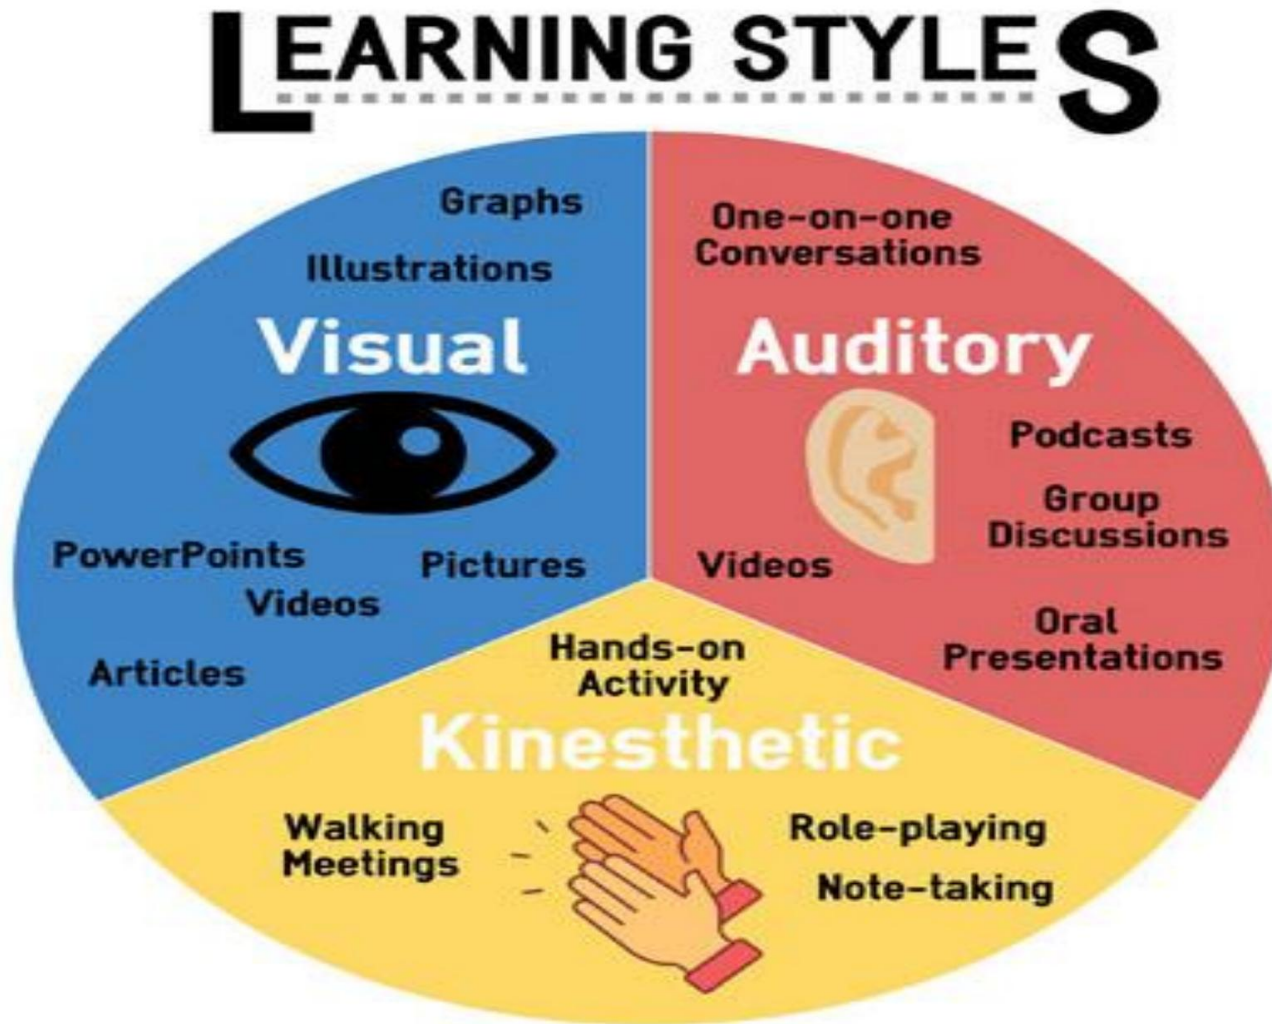 LEARNING STYLES
Graphs
Illustrations
Visual
PowerPoints
Pictures
Videos
Articles
One-on-one
Conversations
Auditory
Podcasts
Group
Discussions
Videos
Oral
Presentations
Hands-on
Activity
Kinesthetic
Walking
Meetings
Role-playing
Note-taking